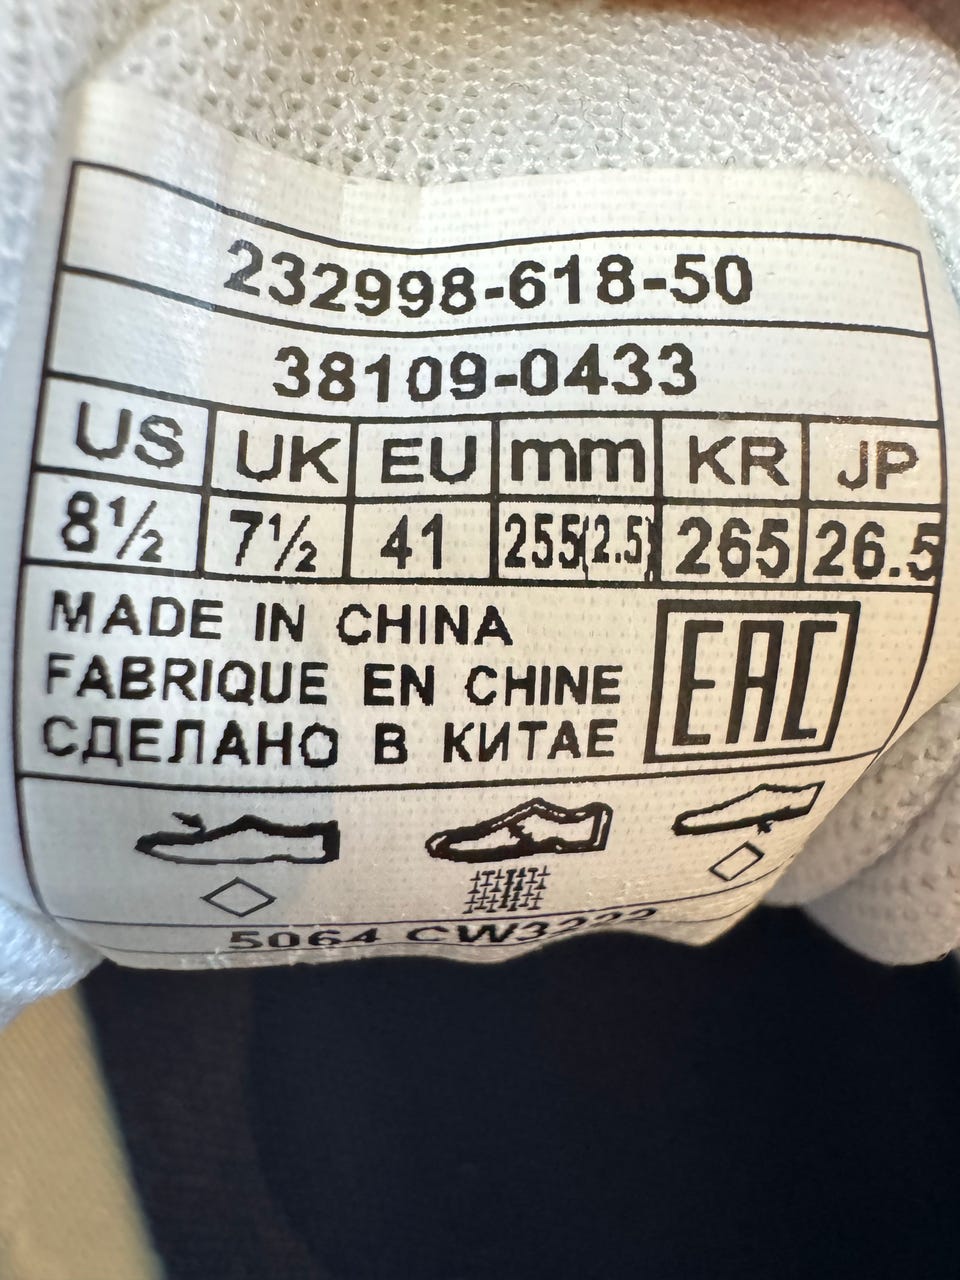 232998-618-50
38109-0433
US UK EU mm KR JP
8½ 7½ 41 255(2.5) 265 26.5
MADE IN CHINA
FABRIQUE EN CHINE
СДЕЛАНО В КИТАЕ
EAC
5064